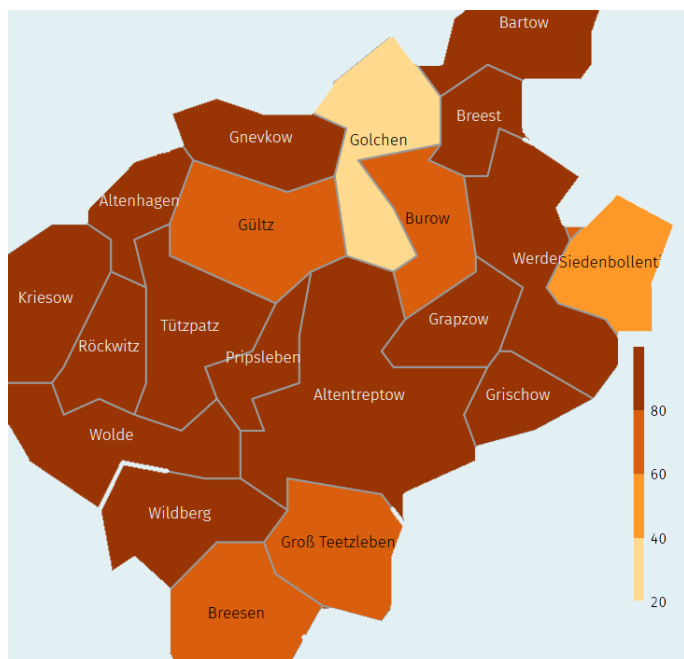 Bartow
Breest
Gnevkow
Golchen
Altenhagen
Gültz
Burow
Werder
Siedenbollent
Kriesow
Tützpatz
Grapzow
Röckwitz
Pripsleben
Altentreptow
Grischow
80
Wolde
60
Wildberg
40
Groß Teetzleben
20
Breesen